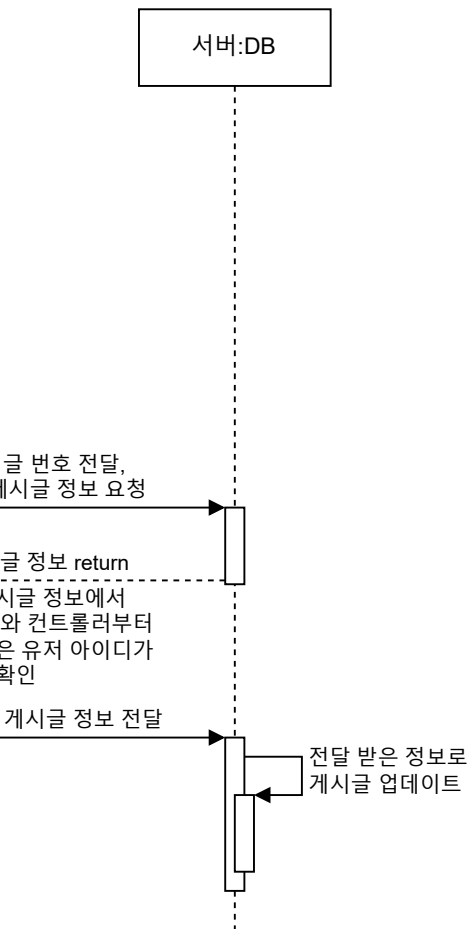 서버:DB
글 번호 전달,
게시글 정보 요청
글 정보 return
시글 정보에서
와 컨트롤러부터
은 유저 아이디가
확인
게시글 정보 전달
전달 받은 정보로
게시글 업데이트